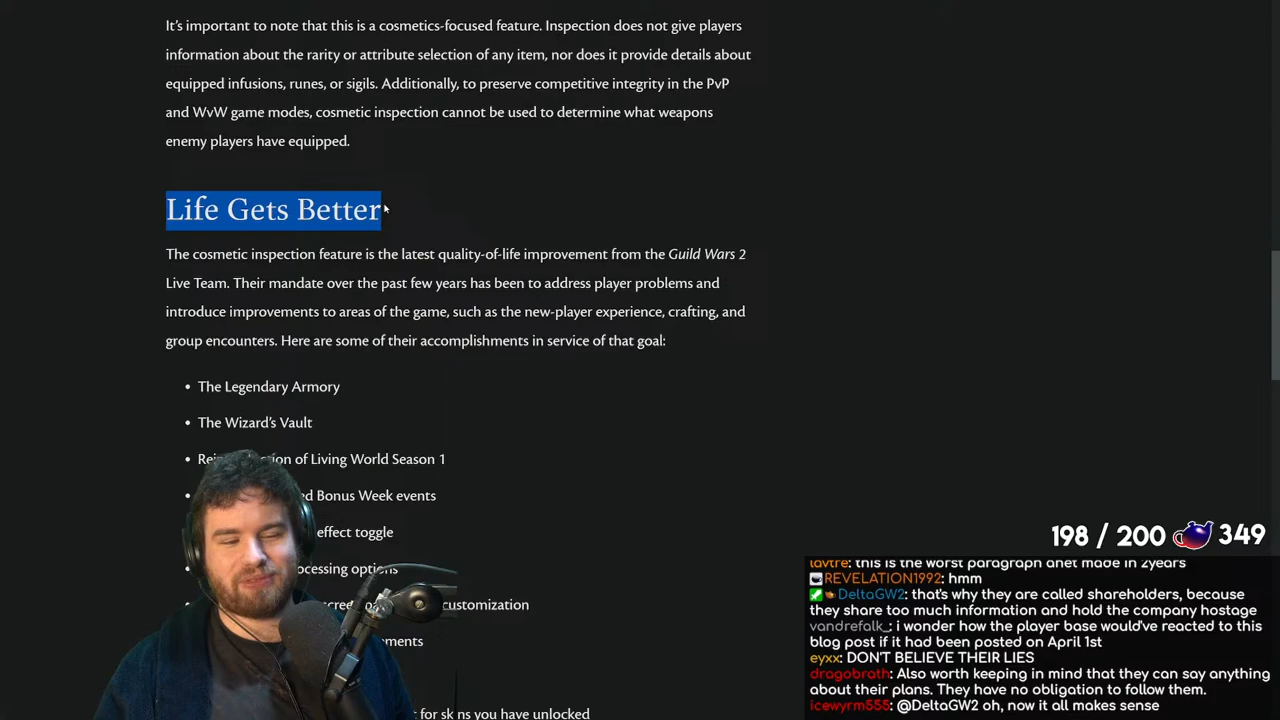 It's important to note that this is a cosmetics-focused feature. Inspection does not give players
information about the rarity or attribute selection of any item, nor does it provide details about
equipped infusions, runes, or sigils. Additionally, to preserve competitive integrity in the PvP
and WvW game modes, cosmetic inspection cannot be used to determine what weapons
enemy players have equipped.
Life Gets Better
The cosmetic inspection feature is the latest quality-of-life improvement from the Guild Wars 2
Live Team. Their mandate over the past few years has been to address player problems and
introduce improvements to areas of the game, such as the new-player experience, crafting, and
group encounters. Here are some of their accomplishments in service of that goal:
• The Legendary Armory
• The Wizard's Vault
of Living World Season 1
Bonus Week events
effect toggle
options
customization
for skins you have unlocked
198 / 200 349
lavtre: this is the worst paragraph anet made in 2years
REVELATION1992: hmm
DeltaGW2: that's why they are called shareholders, because
they share too much information and hold the company hostage
vandrefalk_: i wonder how the player base would've reacted to this
blog post if it had been posted on April 1st
eyxx: DON'T BELIEVE THEIR LIES
dragobrath: Also worth keeping in mind that they can say anything
about their plans. They have no obligation to follow them.
icewyrm555: @DeltaGW2 oh, now it all makes sense